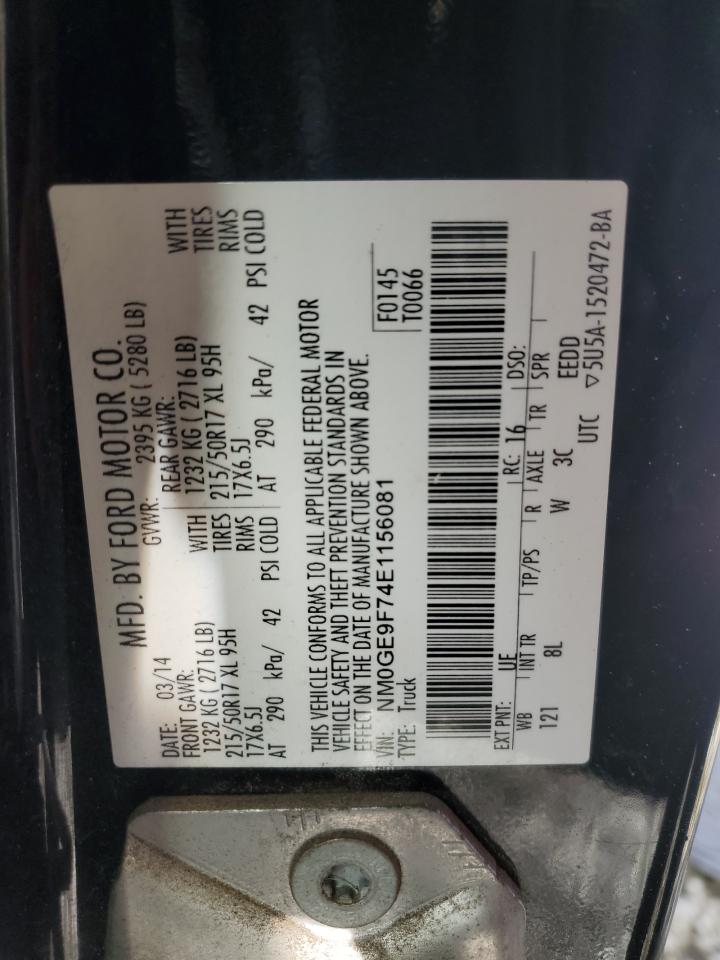 MFD. BY FORD MOTOR CO.
DATE: 03/14 GVWR: 2395 KG ( 5280 LB)
FRONT GAWR: REAR GAWR:
1232 KG ( 2716 LB) WITH 1232 KG ( 2716 LB) WITH
215/50R17 XL 95H TIRES 215/50R17 XL 95H TIRES
17X6.5J RIMS 17X6.5J RIMS
AT 290 kPa/ 42 PSI COLD AT 290 kPa/ 42 PSI COLD
THIS VEHICLE CONFORMS TO ALL APPLICABLE FEDERAL MOTOR
VEHICLE SAFETY AND THEFT PREVENTION STANDARDS IN
EFFECT ON THE DATE OF MANUFACTURE SHOWN ABOVE.
VIN: NM0GE9F74E1156081 F0145
TYPE: Truck T0066
EXT PNT: UE RC: 16 DSO:
WB INT TR TP/PS R AXLE TR SPR
121 8L W 3C EEDD
UTC ▽5U5A-1520472-BA